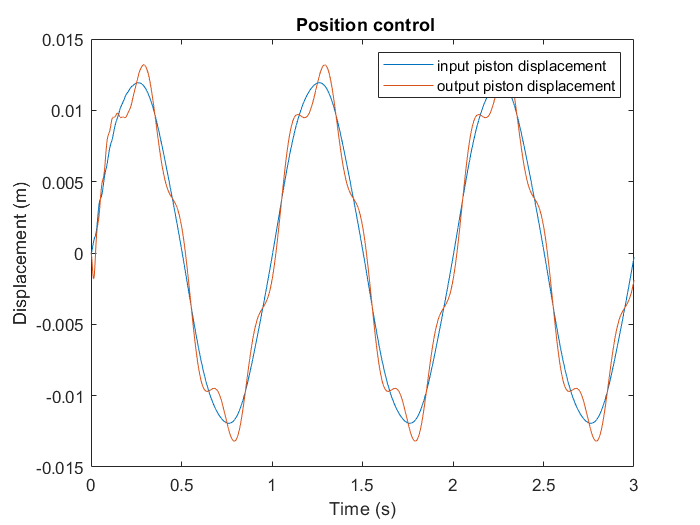 Position control
0.015
input piston displacement
output piston displacement
0.01
0.005
0
-0.005
-0.01
-0.015
Displacement (m)
0 0.5 1 1.5 2 2.5 3
Time (s)